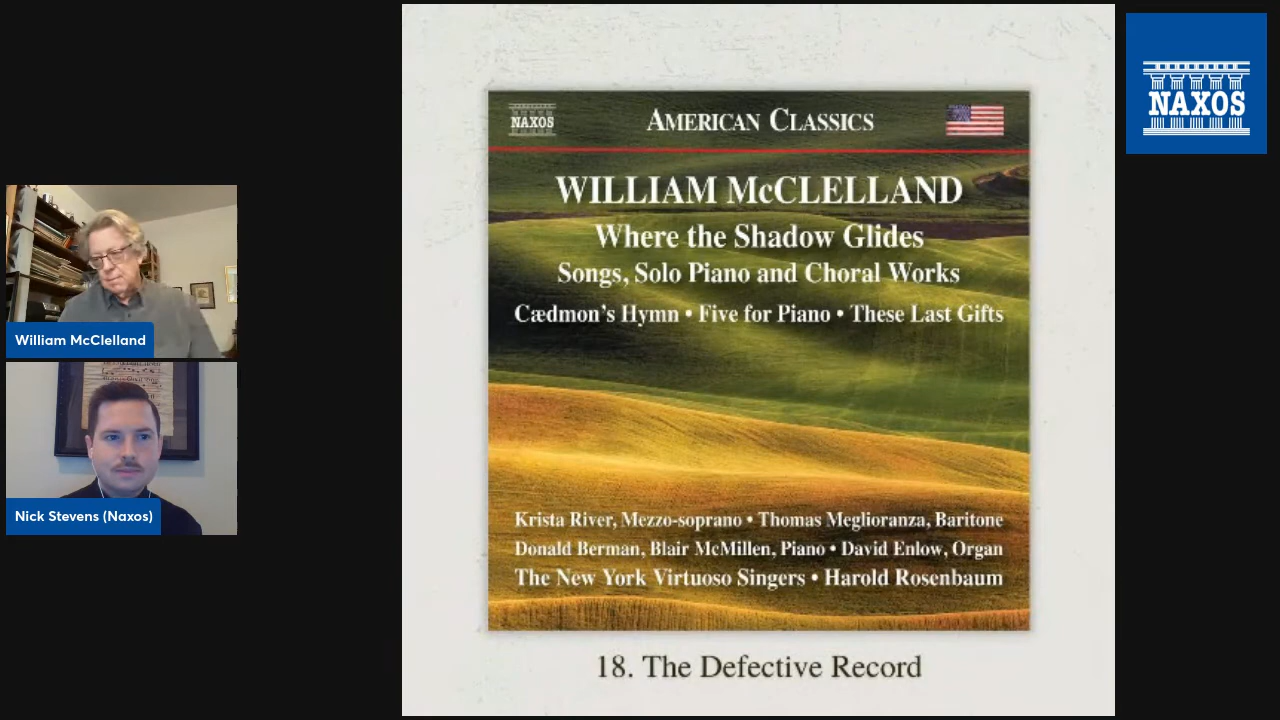 NAXOS
AMERICAN CLASSICS
WILLIAM McCLELLAND
Where the Shadow Glides
Songs, Solo Piano and Choral Works
Cædmon's Hymn • Five for Piano • These Last Gifts
Krista River, Mezzo-soprano • Thomas Meglioranza, Baritone
Donald Berman, Blair McMillen, Piano • David Enlow, Organ
The New York Virtuoso Singers • Harold Rosenbaum
18. The Defective Record
NAXOS
William McClelland
Nick Stevens (Naxos)